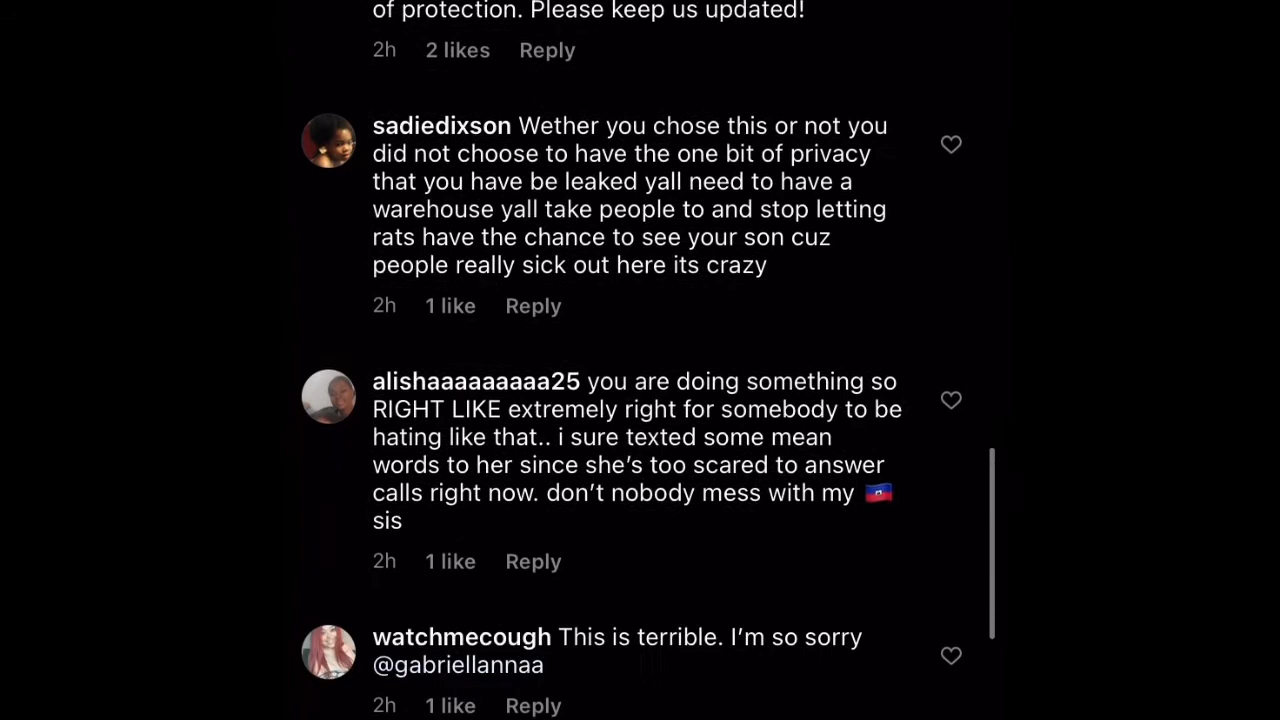 of protection. Please keep us updated!
2h 2 likes Reply
sadiedixson Wether you chose this or not you
did not choose to have the one bit of privacy
that you have be leaked yall need to have a
warehouse yall take people to and stop letting
rats have the chance to see your son cuz
people really sick out here its crazy
2h 1 like Reply
alishaaaaaaaaa25 you are doing something so
RIGHT LIKE extremely right for somebody to be
hating like that.. i sure texted some mean
words to her since she’s too scared to answer
calls right now. don’t nobody mess with my 🇭🇹
sis
2h 1 like Reply
watchmecough This is terrible. I’m so sorry
@gabriellannaa
2h 1 like Reply